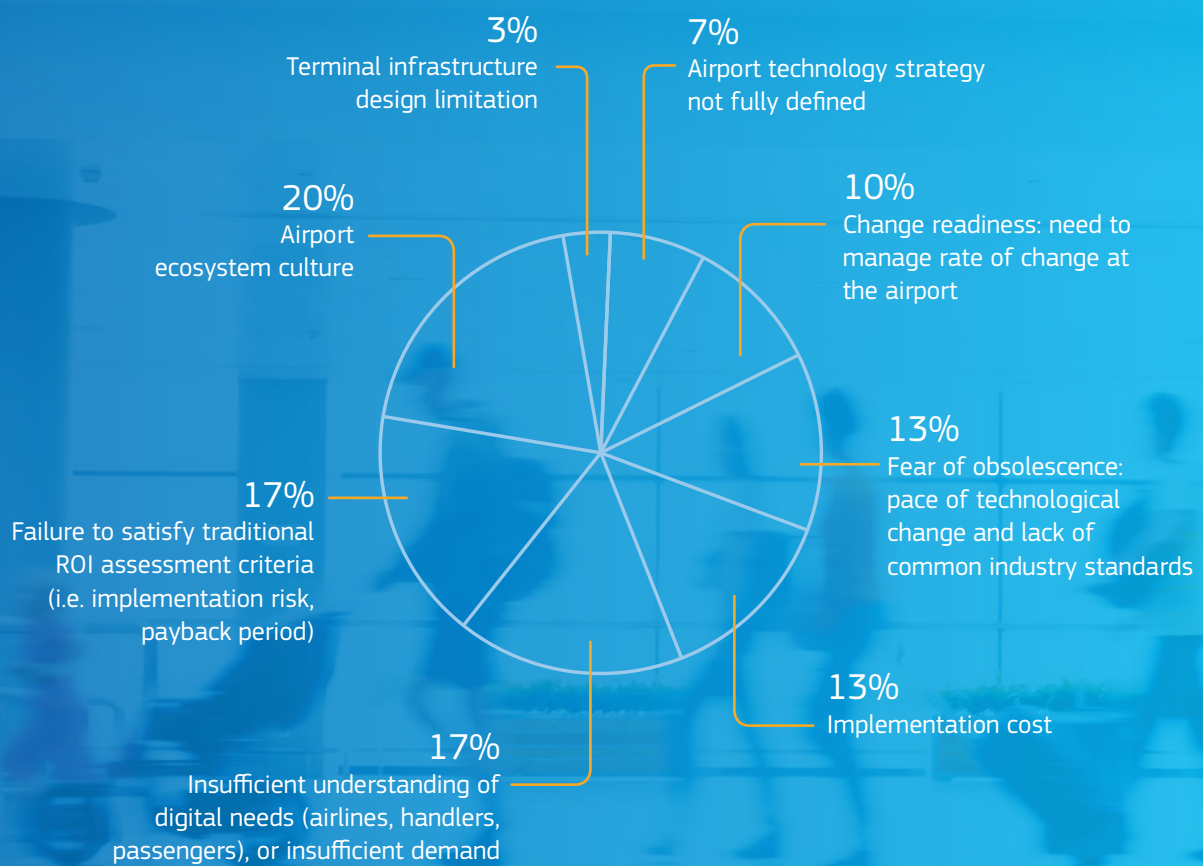 3%
Terminal infrastructure
design limitation
7%
Airport technology strategy
not fully defined
20%
Airport
ecosystem culture
10%
Change readiness: need to
manage rate of change at
the airport
13%
Fear of obsolescence:
pace of technological
change and lack of
common industry standards
17%
Failure to satisfy traditional
ROI assessment criteria
(i.e. implementation risk,
payback period)
13%
Implementation cost
17%
Insufficient understanding of
digital needs (airlines, handlers,
passengers), or insufficient demand